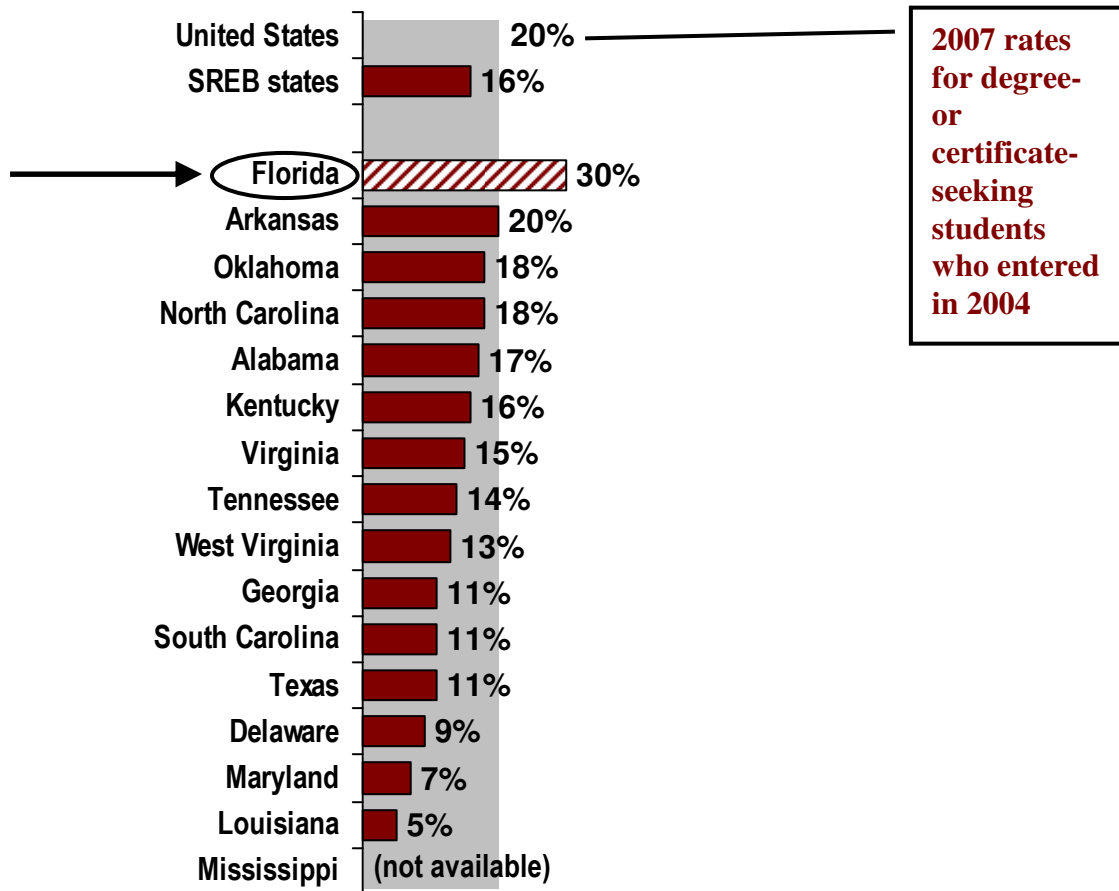 United States 20%
SREB states 16%
Florida 30%
Arkansas 20%
Oklahoma 18%
North Carolina 18%
Alabama 17%
Kentucky 16%
Virginia 15%
Tennessee 14%
West Virginia 13%
Georgia 11%
South Carolina 11%
Texas 11%
Delaware 9%
Maryland 7%
Louisiana 5%
Mississippi (not available)
2007 rates
for degree-
or
certificate-
seeking
students
who entered
in 2004